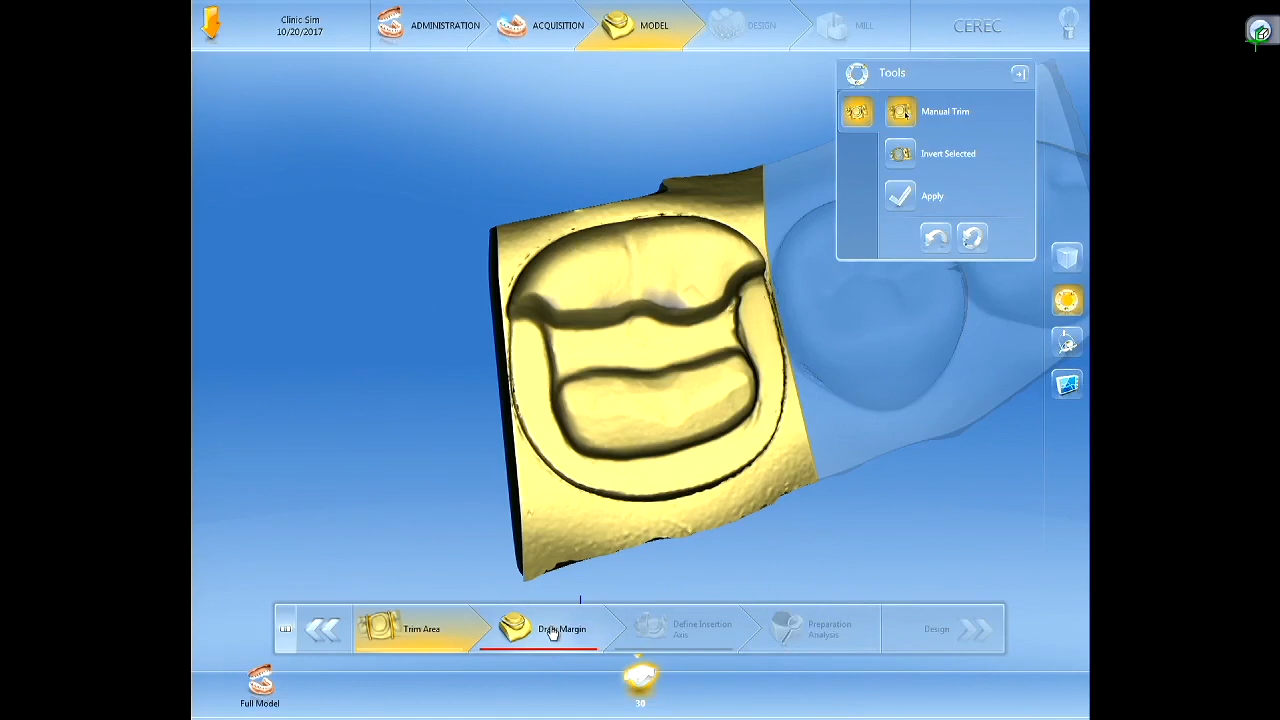 Clinic Sim
10/20/2017
ADMINISTRATION
ACQUISITION
MODEL
DESIGN
MILL
CEREC
Tools
Manual Trim
Invert Selected
Apply
Trim Area
Draw Margin
Define Insertion
Axis
Preparation
Analysis
Design
Full Model
30